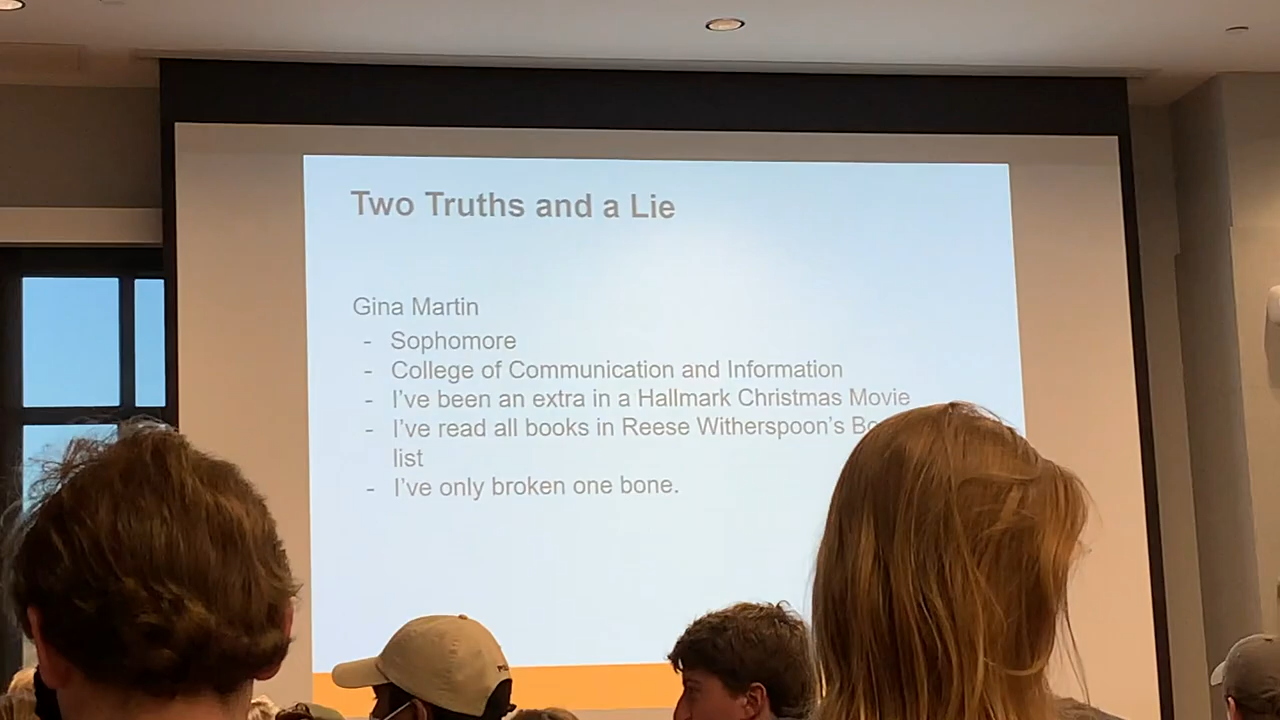 Two Truths and a Lie
Gina Martin
- Sophomore
- College of Communication and Information
- I've been an extra in a Hallmark Christmas Movie
- I've read all books in Reese Witherspoon's
list
- I've only broken one bone.